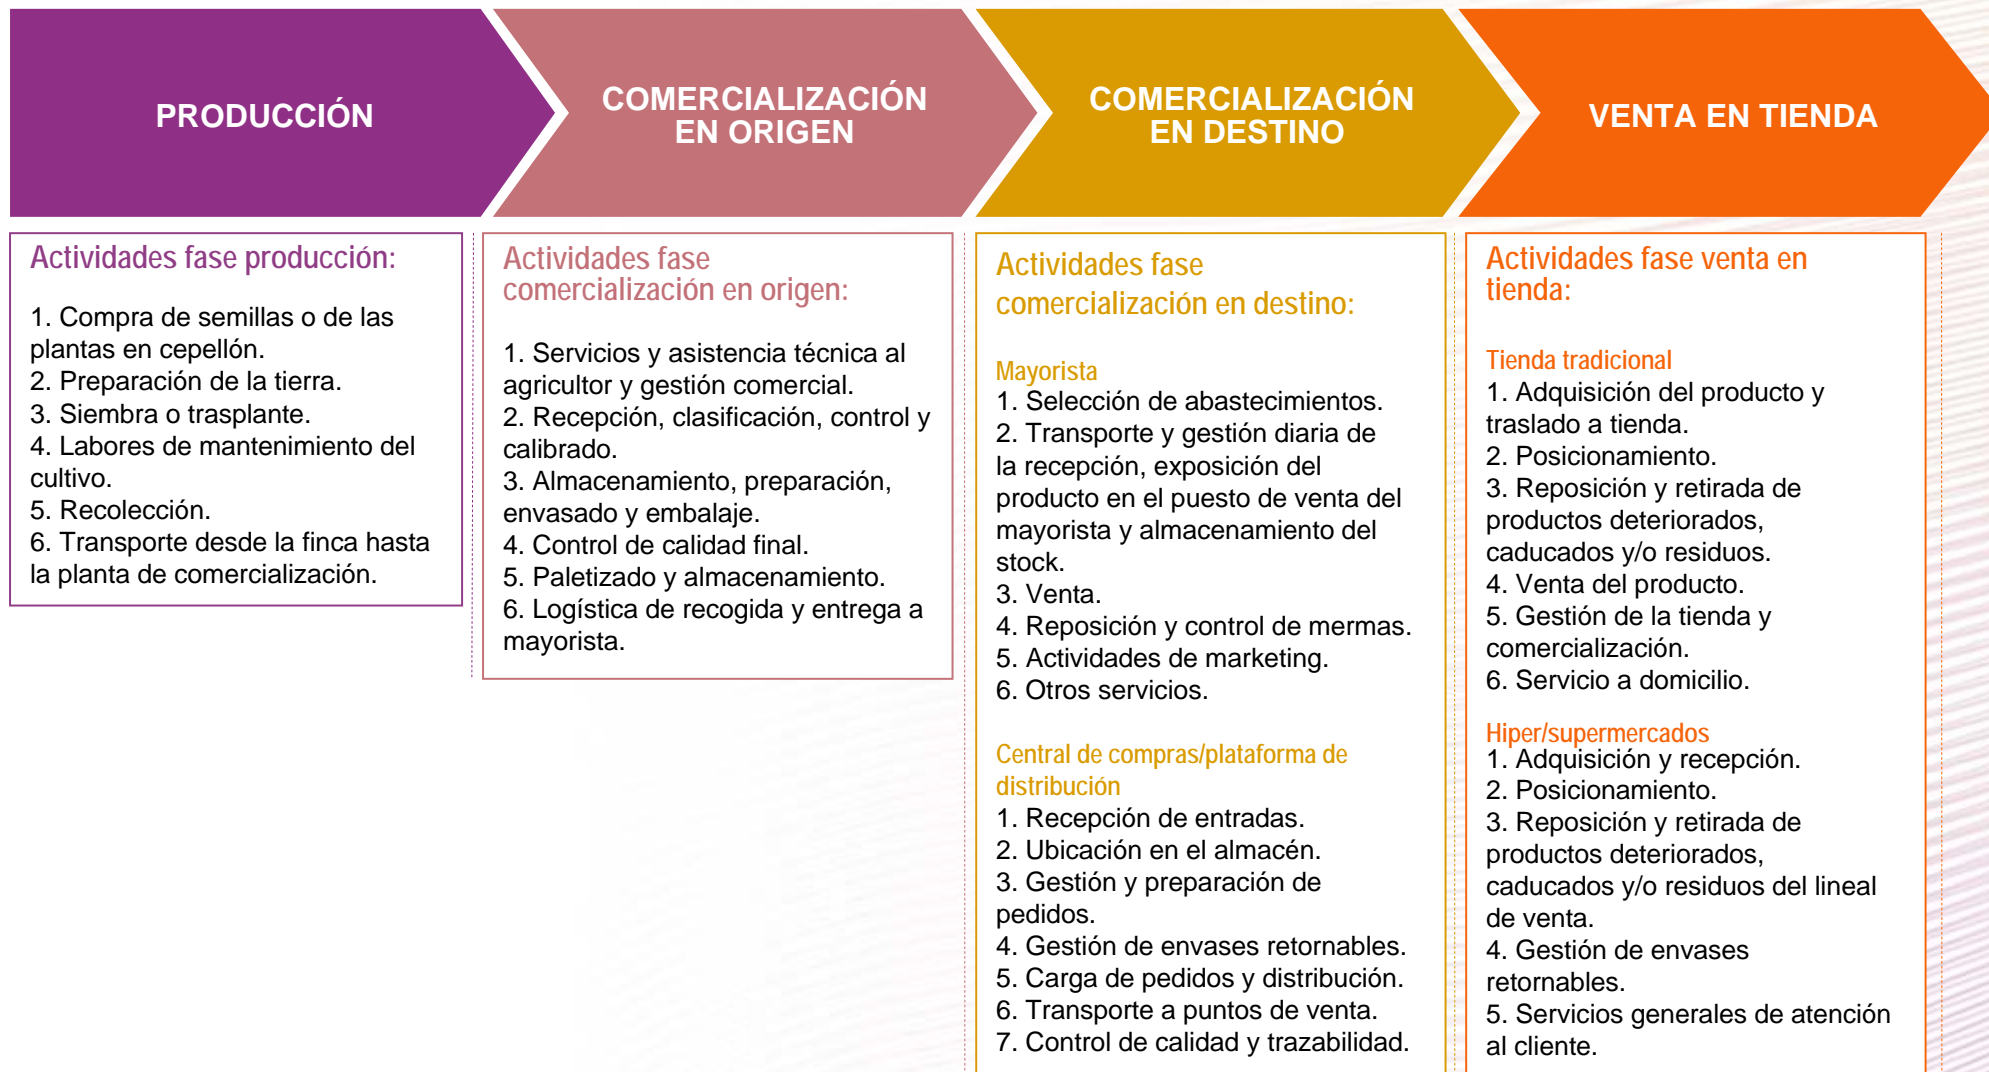 PRODUCCIÓN
COMERCIALIZACIÓN
EN ORIGEN
COMERCIALIZACIÓN
EN DESTINO
VENTA EN TIENDA
Actividades fase producción:
1. Compra de semillas o de las
plantas en cepellón.
2. Preparación de la tierra.
3. Siembra o trasplante.
4. Labores de mantenimiento del
cultivo.
5. Recolección.
6. Transporte desde la finca hasta
la planta de comercialización.
Actividades fase
comercialización en origen:
1. Servicios y asistencia técnica al
agricultor y gestión comercial.
2. Recepción, clasificación, control y
calibrado.
3. Almacenamiento, preparación,
envasado y embalaje.
4. Control de calidad final.
5. Paletizado y almacenamiento.
6. Logística de recogida y entrega a
mayorista.
Actividades fase
comercialización en destino:
Mayorista
1. Selección de abastecimientos.
2. Transporte y gestión diaria de
la recepción, exposición del
producto en el puesto de venta del
mayorista y almacenamiento del
stock.
3. Venta.
4. Reposición y control de mermas.
5. Actividades de marketing.
6. Otros servicios.
Central de compras/plataforma de
distribución
1. Recepción de entradas.
2. Ubicación en el almacén.
3. Gestión y preparación de
pedidos.
4. Gestión de envases retornables.
5. Carga de pedidos y distribución.
6. Transporte a puntos de venta.
7. Control de calidad y trazabilidad.
Actividades fase venta en
tienda:
Tienda tradicional
1. Adquisición del producto y
traslado a tienda.
2. Posicionamiento.
3. Reposición y retirada de
productos deteriorados,
caducados y/o residuos.
4. Venta del producto.
5. Gestión de la tienda y
comercialización.
6. Servicio a domicilio.
Hiper/supermercados
1. Adquisición y recepción.
2. Posicionamiento.
3. Reposición y retirada de
productos deteriorados,
caducados y/o residuos del lineal
de venta.
4. Gestión de envases
retornables.
5. Servicios generales de atención
al cliente.